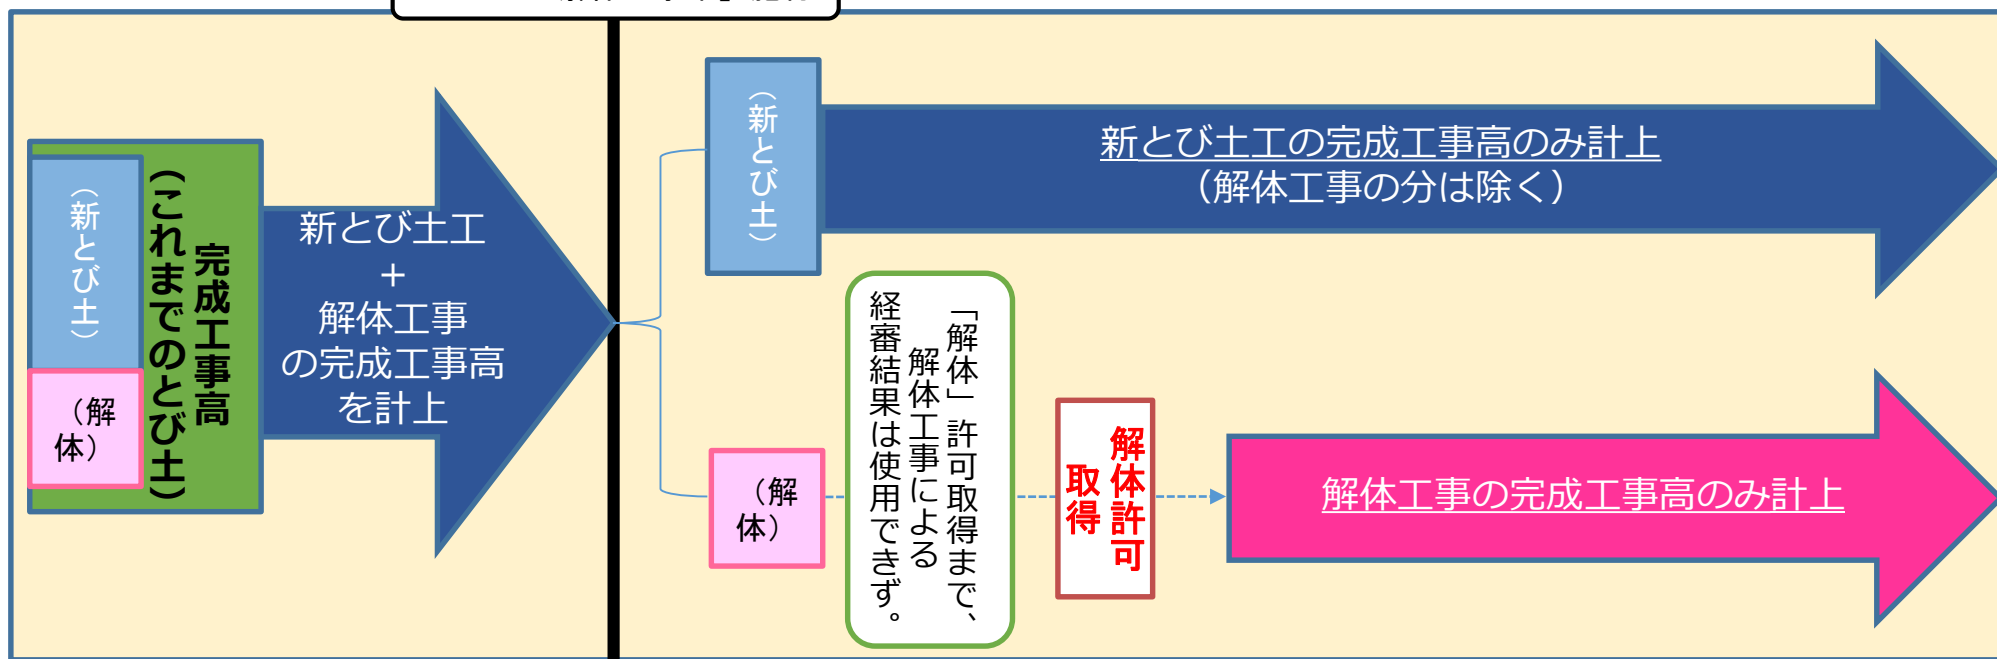 (新とび土)
(解
体)
完成工事高
(これまでのとび土)
新とび土工
+
解体工事
の完成工事高
を計上
(新とび土)
新とび土工の完成工事高のみ計上
(解体工事の分は除く)
(解
体)
「解体」許可取得まで、
解体工事による
経審結果は使用できず。
解体許可
取得
解体工事の完成工事高のみ計上